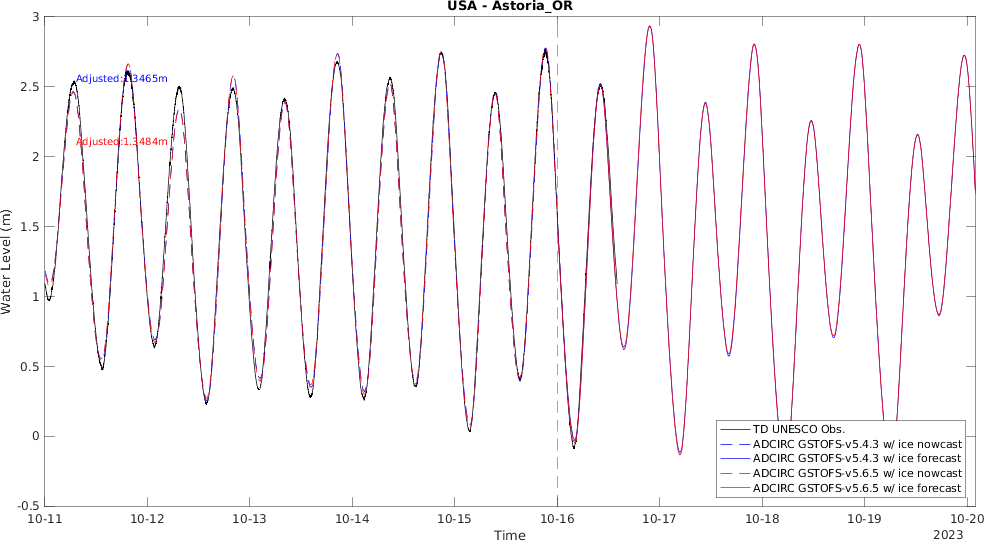 USA - Astoria_OR
3
2.5
2
1.5
1
0.5
0
-0.5
Water Level (m)
Adjusted:1.3465m
Adjusted:1.3484m
TD UNESCO Obs.
ADCIRC GSTOFS-v5.4.3 w/ ice nowcast
ADCIRC GSTOFS-v5.4.3 w/ ice forecast
ADCIRC GSTOFS-v5.6.5 w/ ice nowcast
ADCIRC GSTOFS-v5.6.5 w/ ice forecast
10-11 10-12 10-13 10-14 10-15 10-16 10-17 10-18 10-19 10-20
Time
2023